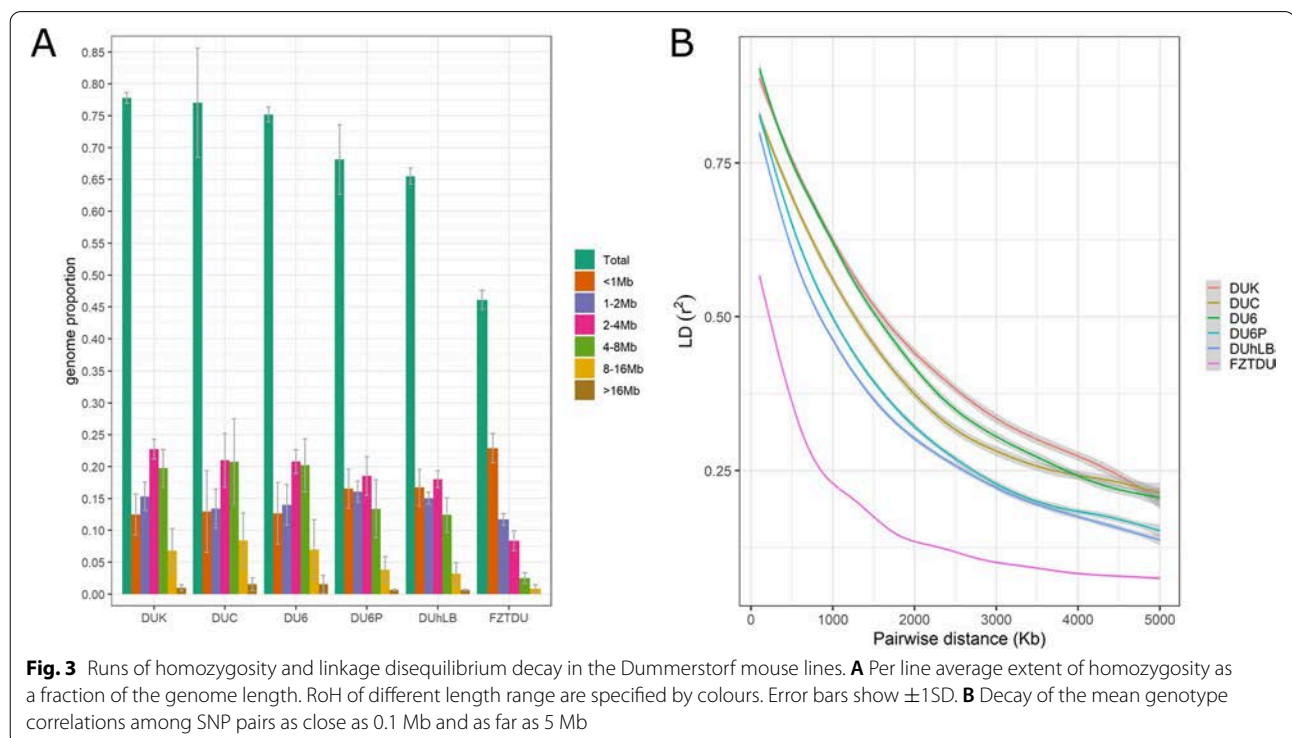 A
0.85
0.80
0.75
0.70
0.65
0.60
0.55
0.50
0.45
0.40
0.35
0.30
0.25
0.20
0.15
0.10
0.05
0.00
genome proportion
DUK DUC DU6 DU6P DUhLB FZTDU
Total
<1Mb
1-2Mb
2-4Mb
4-8Mb
8-16Mb
>16Mb
B
0.75
0.50
0.25
LD (r²)
0 1000 2000 3000 4000 5000
Pairwise distance (Kb)
DUK
DUC
DU6
DU6P
DUhLB
FZTDU
Fig. 3 Runs of homozygosity and linkage disequilibrium decay in the Dummerstorf mouse lines. A Per line average extent of homozygosity as
a fraction of the genome length. RoH of different length range are specified by colours. Error bars show ±1SD. B Decay of the mean genotype
correlations among SNP pairs as close as 0.1 Mb and as far as 5 Mb